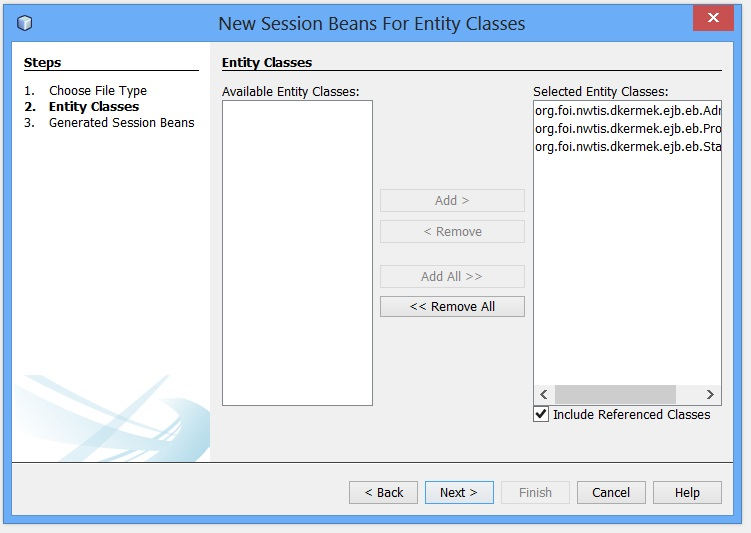 New Session Beans For Entity Classes
Steps
1. Choose File Type
2. Entity Classes
3. Generated Session Beans
Entity Classes
Available Entity Classes:
Add >
< Remove
Add All >>
<< Remove All
Selected Entity Classes:
org.foi.nwtis.dkermek.ejb.eb.Adr
org.foi.nwtis.dkermek.ejb.eb.Pro
org.foi.nwtis.dkermek.ejb.eb.Sta
Include Referenced Classes
< Back
Next >
Finish
Cancel
Help